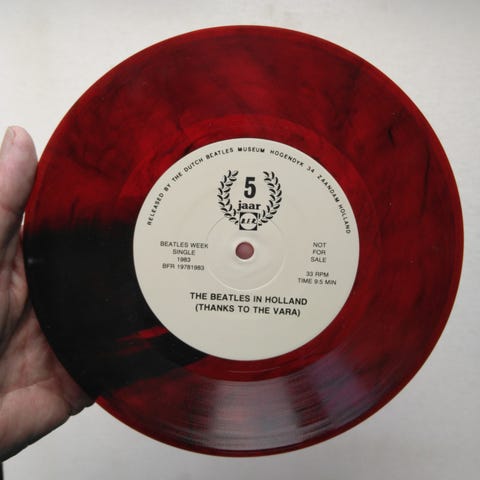 RELEASED BY THE DUTCH BEATLES MUSEUM HOGENDYK 34 ZAANDAM HOLLAND
5
jaar
B.F.R.
BEATLES WEEK
SINGLE
1983
BFR 19781983
NOT
FOR
SALE
33 RPM
TIME 9:5 MIN
THE BEATLES IN HOLLAND
(THANKS TO THE VARA)